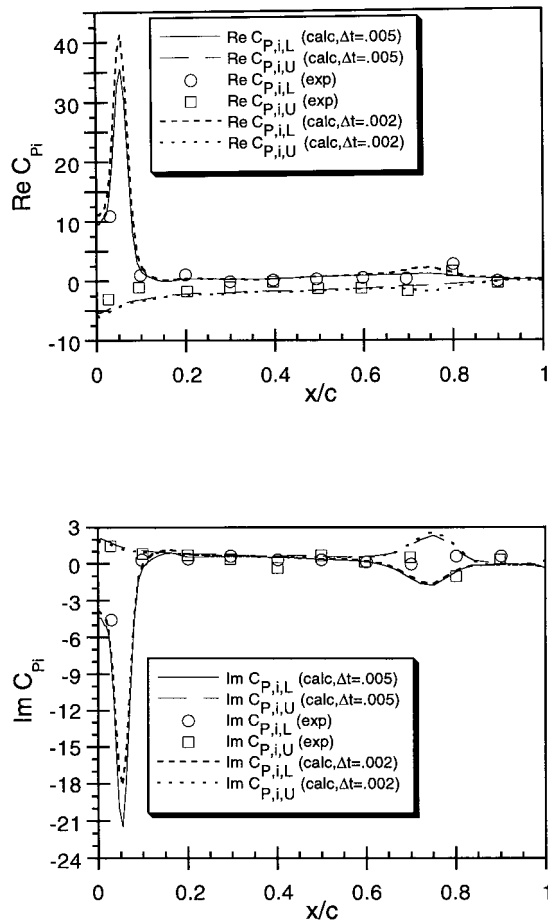 Re C_P,i,L (calc,Δt=.005)
Re C_P,i,U (calc,Δt=.005)
Re C_P,i,L (exp)
Re C_P,i,U (exp)
Re C_P,i,L (calc,Δt=.002)
Re C_P,i,U (calc,Δt=.002)
Re C_Pi
40
30
20
10
0
-10
0 0.2 0.4 0.6 0.8 1
x/c
Im C_P,i,L (calc,Δt=.005)
Im C_P,i,U (calc,Δt=.005)
Im C_P,i,L (exp)
Im C_P,i,U (exp)
Im C_P,i,L (calc,Δt=.002)
Im C_P,i,U (calc,Δt=.002)
Im C_Pi
3
0
-3
-6
-9
-12
-15
-18
-21
-24
0 0.2 0.4 0.6 0.8 1
x/c